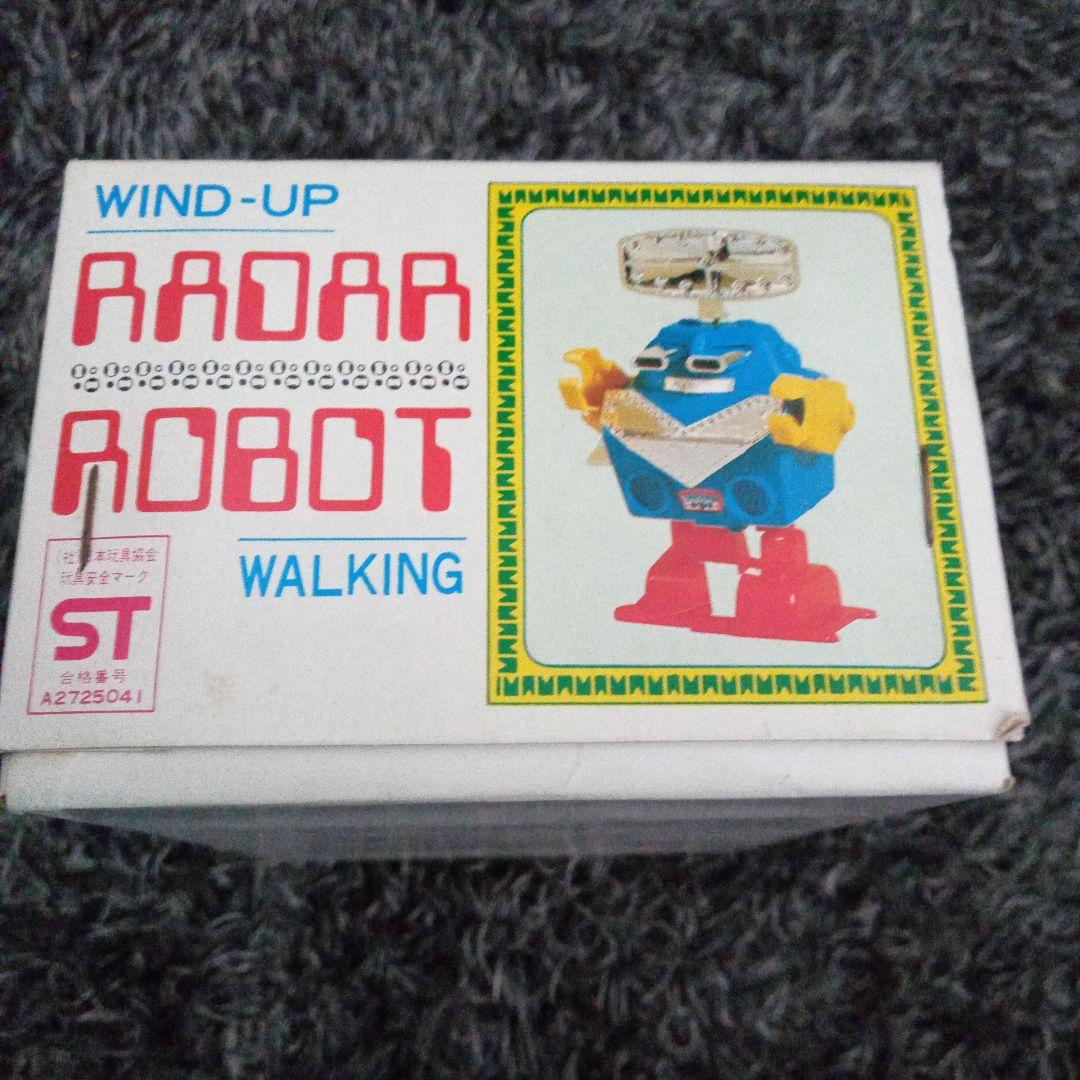 WIND-UP
RADAR
ROBOT
WALKING
本玩具協会
玩具安全マーク
ST
合格番号
A2725041